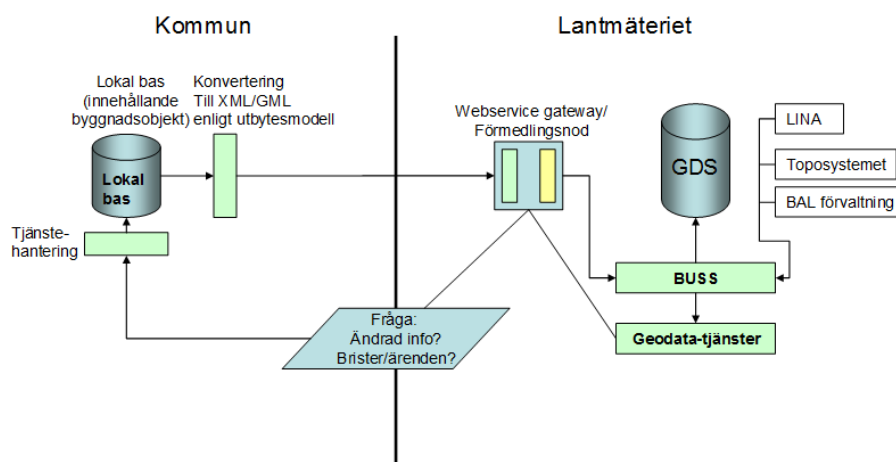 Kommun
Lantmäteriet
Lokal bas
(innehållande
byggnadsobjekt)
Konvertering
Till XML/GML
enligt utbytesmodell
Webservice gateway/
Förmedlingsnod
LINA
Toposystemet
BAL förvaltning
GDS
Lokal
bas
Tjänste-
hantering
BUSS
Geodata-tjänster
Fråga:
Ändrad info?
Brister/ärenden?